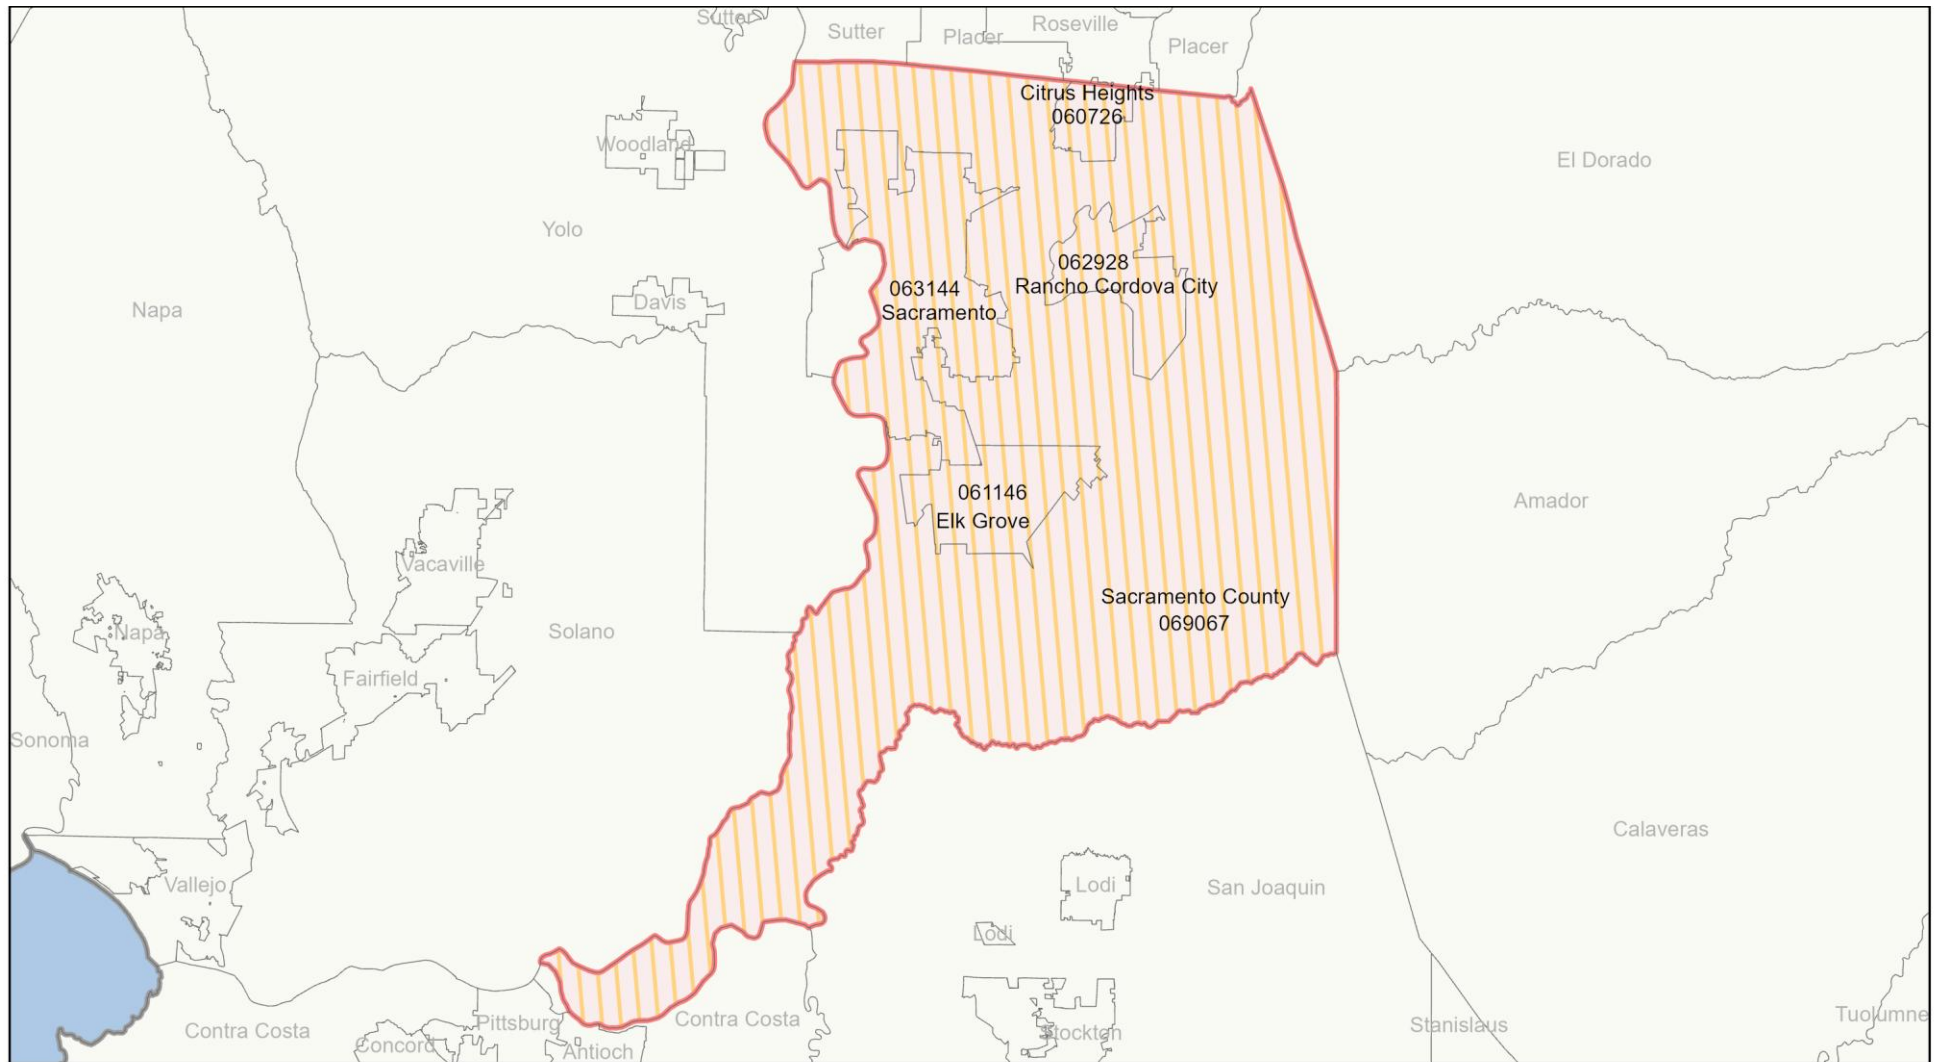 Sutter
Sutter
Placer
Roseville
Placer
Citrus Heights
060726
Woodland
El Dorado
Yolo
062928
Rancho Cordova City
063144
Sacramento
Davis
Napa
061146
Elk Grove
Amador
Vacaville
Sacramento County
069067
Napa
Solano
Fairfield
Sonoma
Calaveras
Vallejo
Lodi
San Joaquin
Lodi
Contra Costa
Pittsburg
Contra Costa
Concord
Antioch
Stockton
Stanislaus
Tuolumne